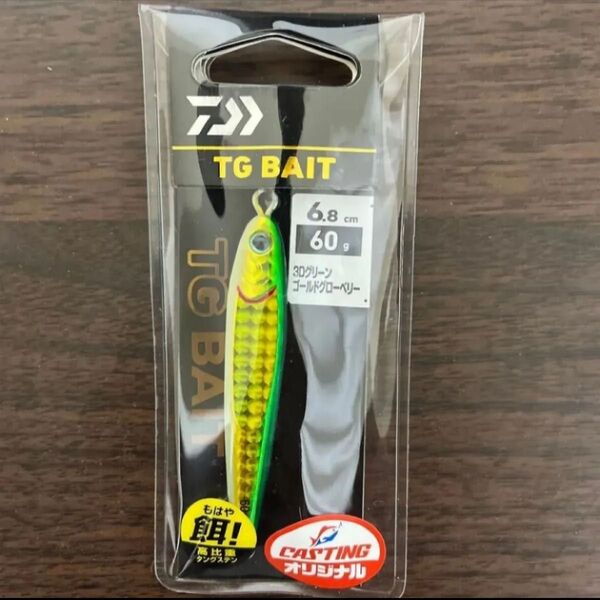 TG BAIT
6.8 cm
60 g
3Dグリーン
ゴールドグローベリー
TG BAIT
もはや
餌!
高比重
タングステン
CASTING
オリジナル